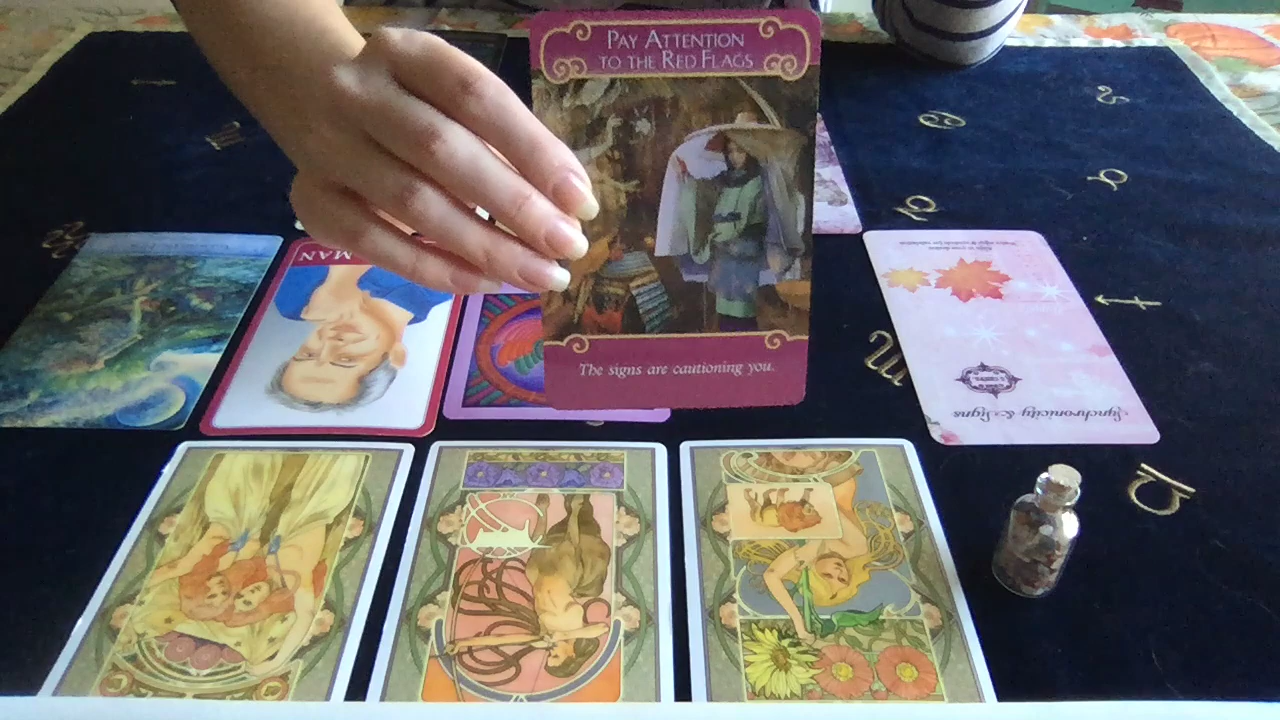 PAY ATTENTION
TO THE RED FLAGS
The signs are cautioning you.
MAN
Synchronicity & Signs